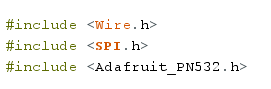 #include <Wire.h>
#include <SPI.h>
#include <Adafruit_PN532.h>